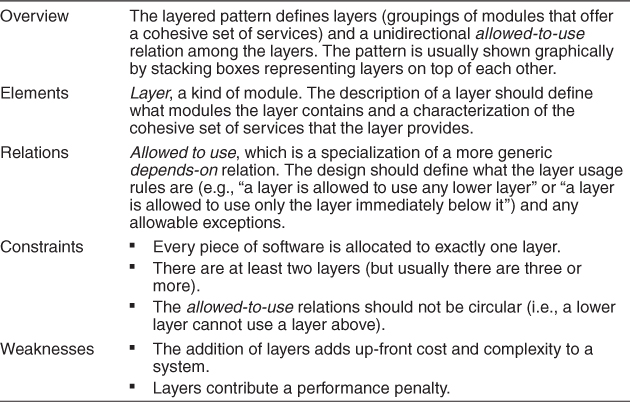 Overview The layered pattern defines layers (groupings of modules that offer
a cohesive set of services) and a unidirectional allowed-to-use
relation among the layers. The pattern is usually shown graphically
by stacking boxes representing layers on top of each other.
Elements Layer, a kind of module. The description of a layer should define
what modules the layer contains and a characterization of the
cohesive set of services that the layer provides.
Relations Allowed to use, which is a specialization of a more generic
depends-on relation. The design should define what the layer usage
rules are (e.g., “a layer is allowed to use any lower layer” or “a layer
is allowed to use only the layer immediately below it”) and any
allowable exceptions.
Constraints ▪ Every piece of software is allocated to exactly one layer.
▪ There are at least two layers (but usually there are three or
more).
▪ The allowed-to-use relations should not be circular (i.e., a lower
layer cannot use a layer above).
Weaknesses ▪ The addition of layers adds up-front cost and complexity to a
system.
▪ Layers contribute a performance penalty.